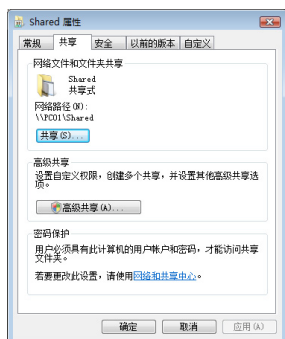 Shared 属性
常规 共享 安全 以前的版本 自定义
网络文件和文件夹共享
Shared
共享式
网络路径(N):
\\PC01\Shared
共享(S)...
高级共享
设置自定义权限，创建多个共享，并设置其他高级共享选
项。
高级共享(A)...
密码保护
用户必须具有此计算机的用户帐户和密码，才能访问共享
文件夹。
若要更改此设置，请使用网络和共享中心。
确定 取消 应用(A)